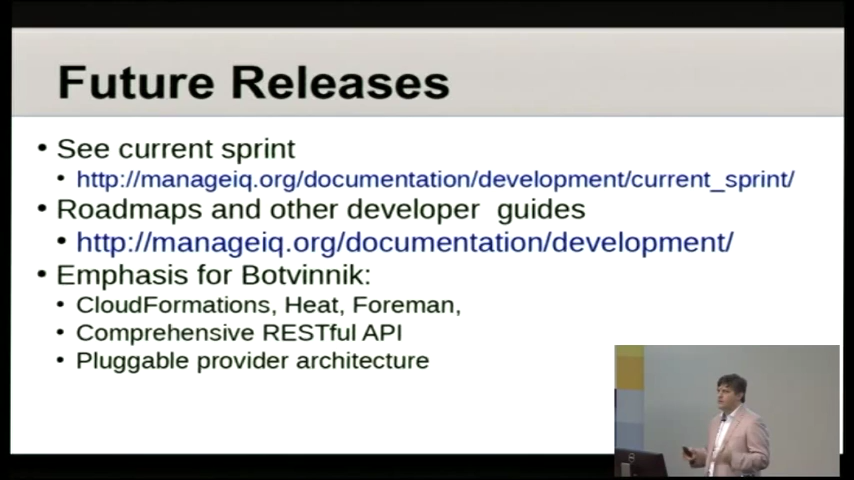 Future Releases
• See current sprint
• http://manageiq.org/documentation/development/current_sprint/
• Roadmaps and other developer guides
• http://manageiq.org/documentation/development/
• Emphasis for Botvinnik:
• CloudFormations, Heat, Foreman,
• Comprehensive RESTful API
• Pluggable provider architecture